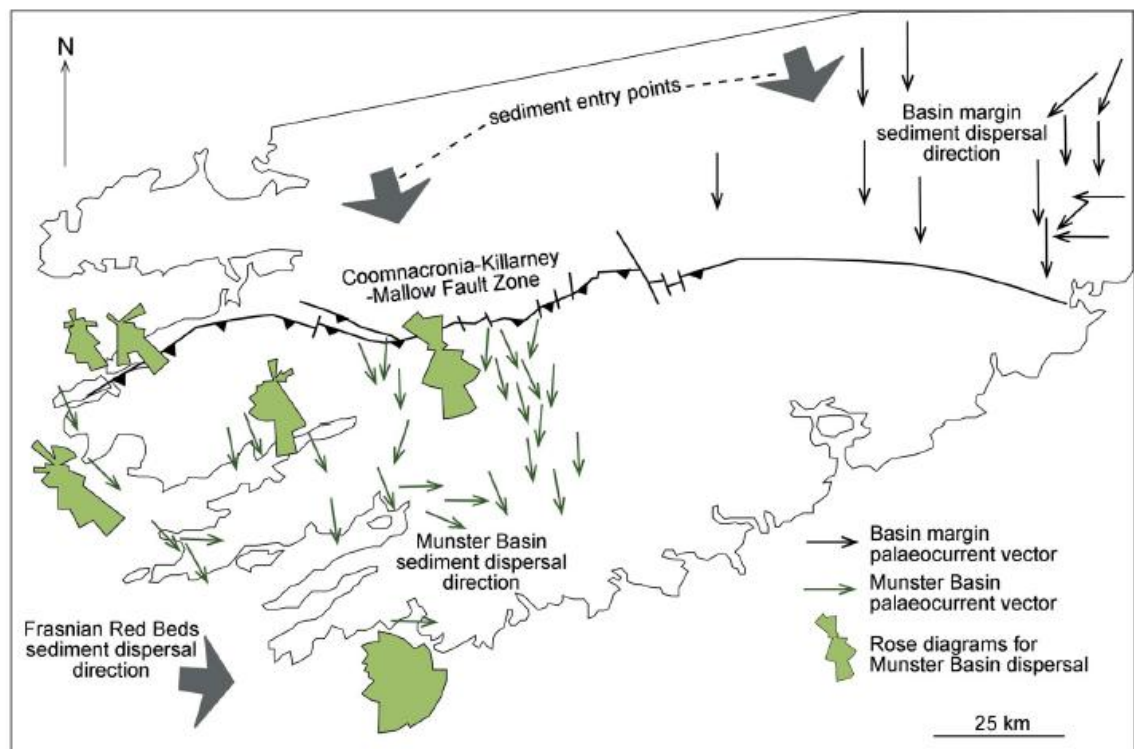 N
sediment entry points
Basin margin
sediment dispersal
direction
Coomnacronia-Killarney
-Mallow Fault Zone
Munster Basin
sediment dispersal
direction
Frasnian Red Beds
sediment dispersal
direction
Basin margin
palaeocurrent vector
Munster Basin
palaeocurrent vector
Rose diagrams for
Munster Basin dispersal
25 km